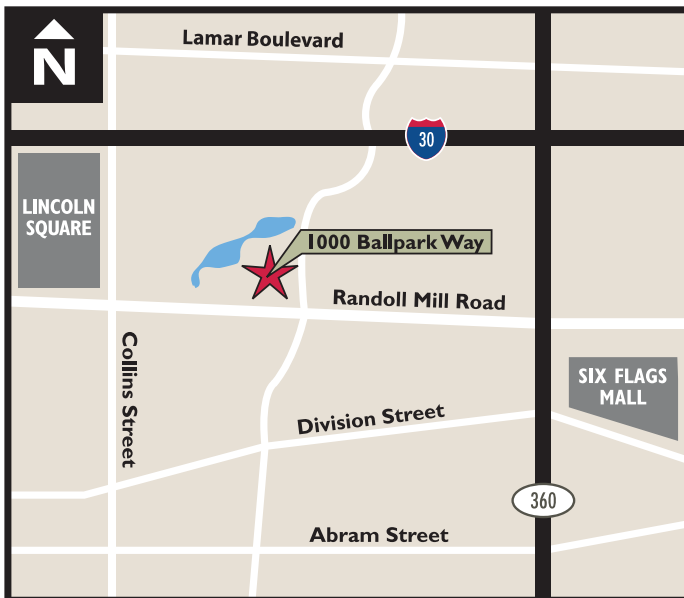 N
Lamar Boulevard
30
LINCOLN
SQUARE
1000 Ballpark Way
Randoll Mill Road
Collins Street
SIX FLAGS
MALL
Division Street
360
Abram Street